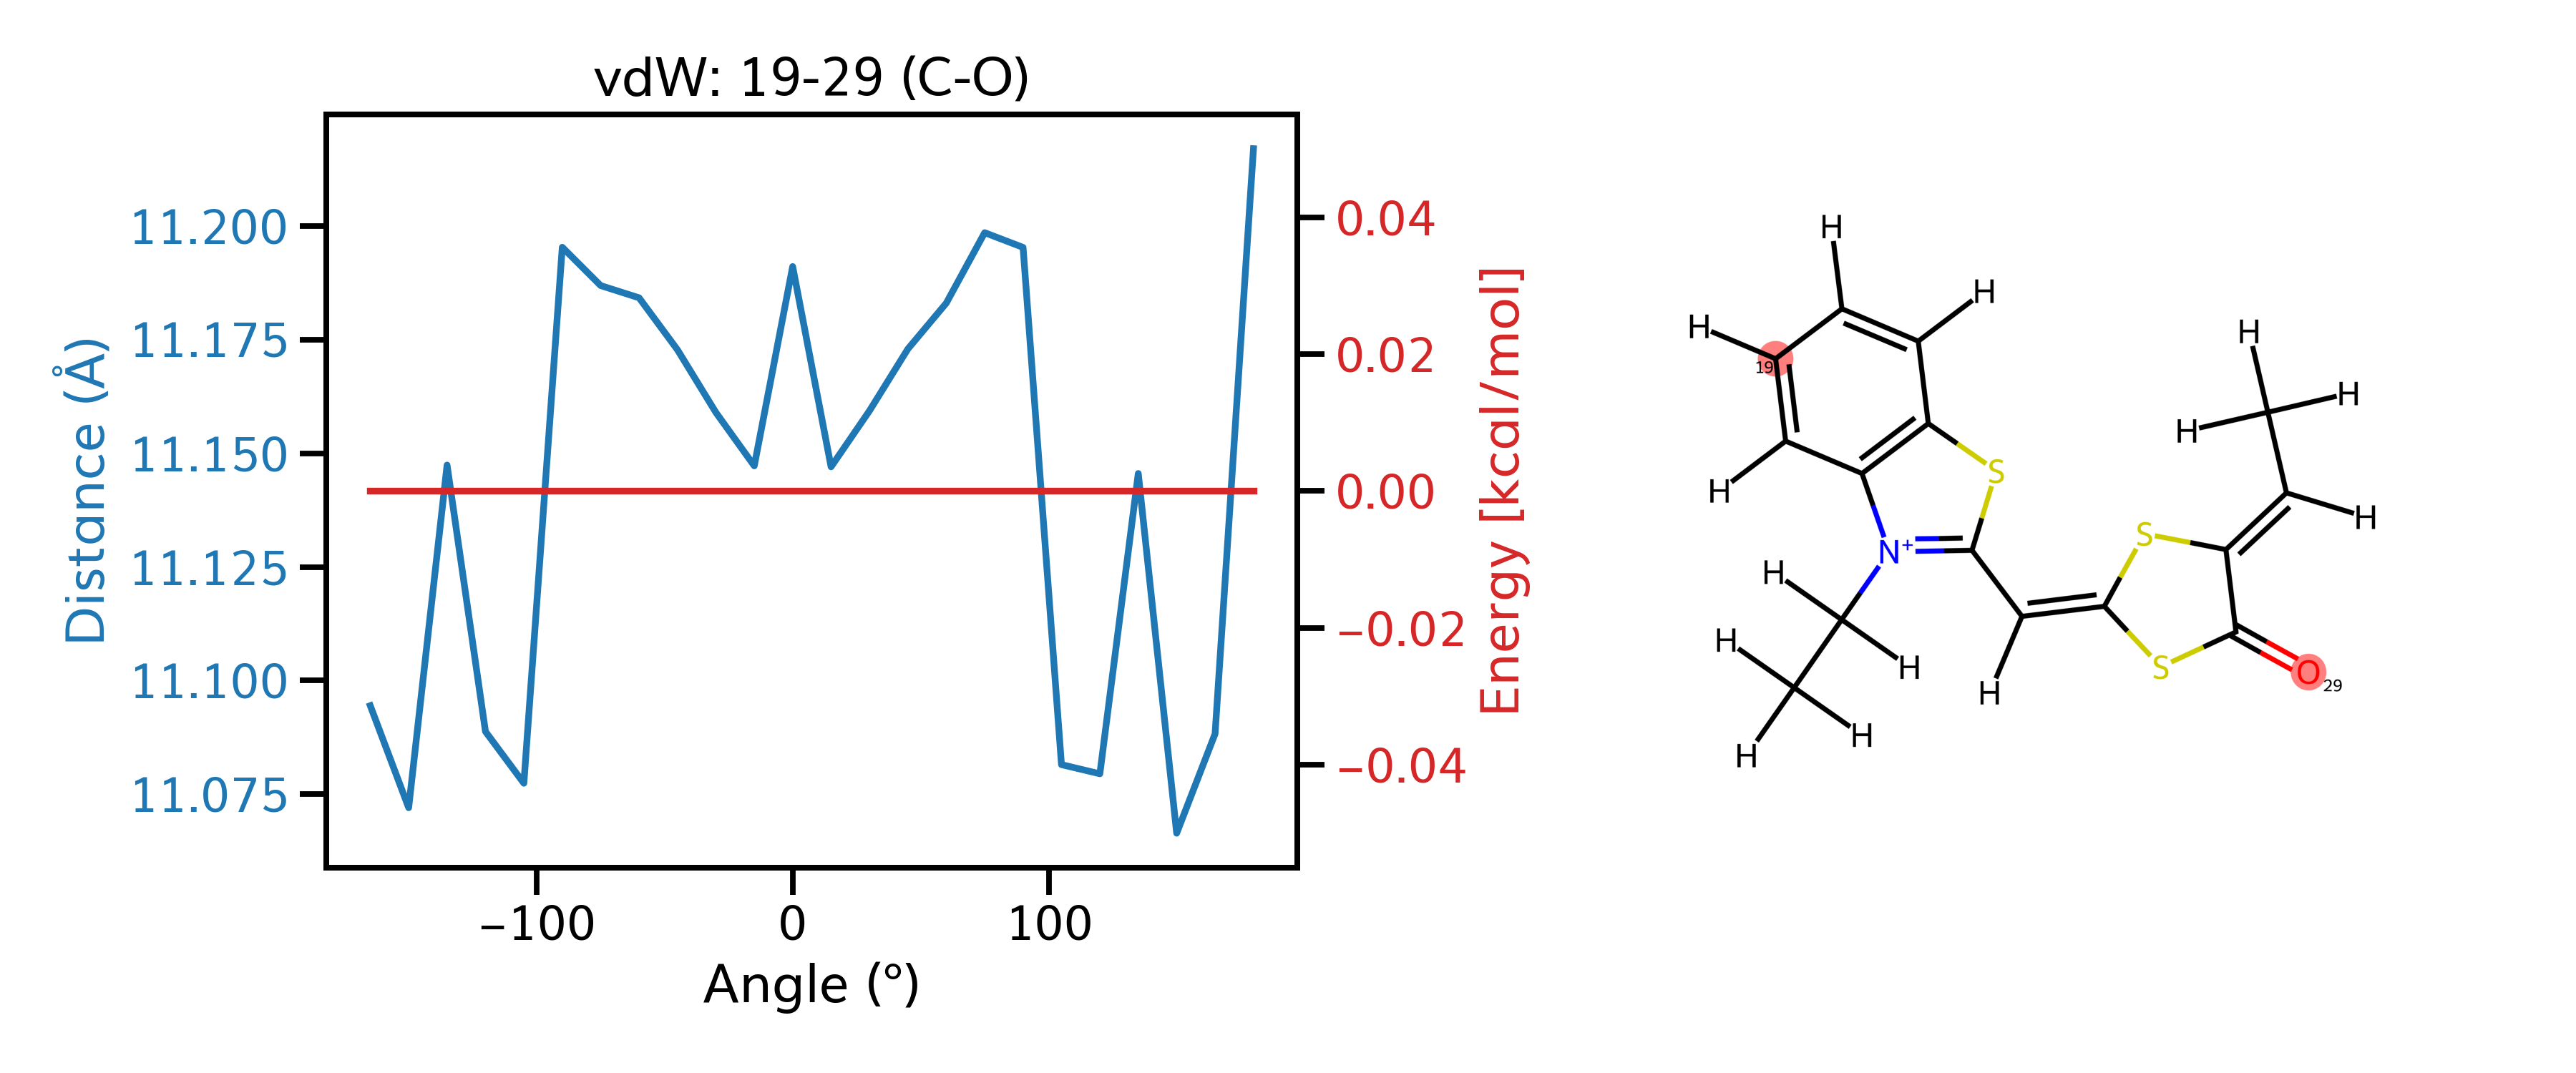 vdW: 19-29 (C-O)
Distance (Å)
11.200
11.175
11.150
11.125
11.100
11.075
−100
0
100
Angle (°)
0.04
0.02
0.00
−0.02
−0.04
Energy [kcal/mol]
H
H
H
H
H
19
H
H
S
H
S
H
N⁺
H
H
H
S
O 29
H
H
H